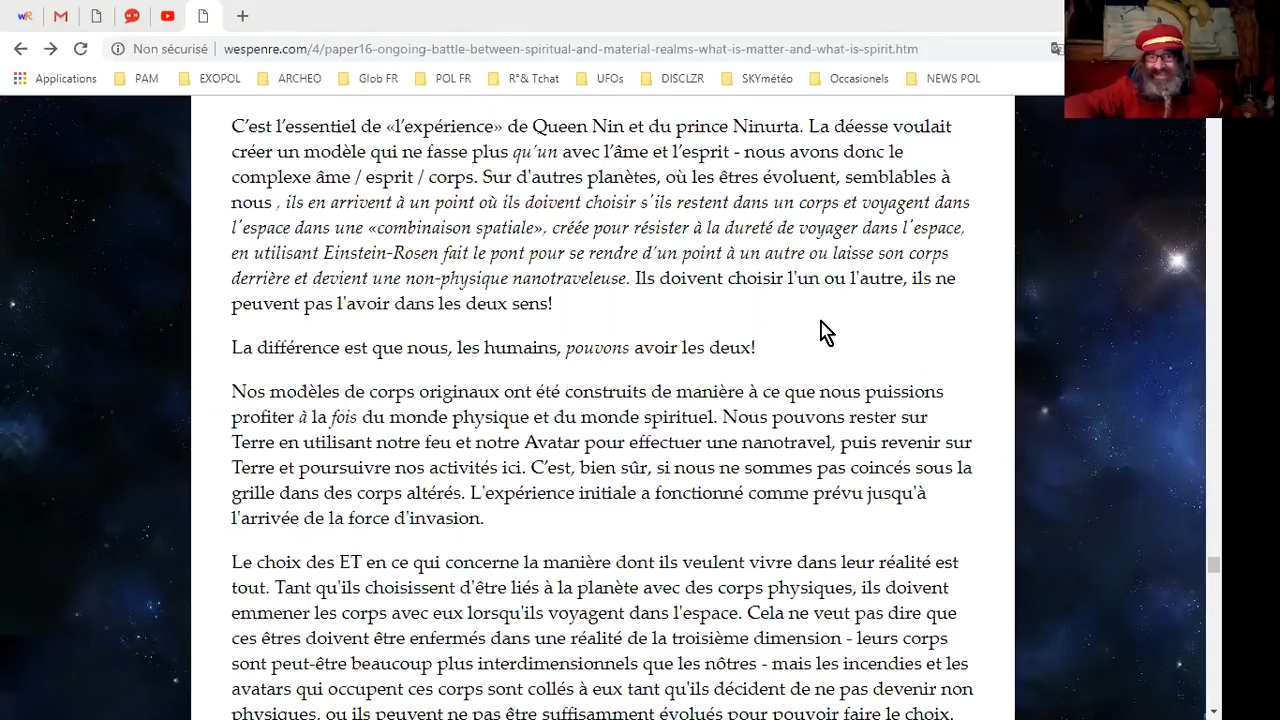 Non sécurisé
wespenre.com/4/paper16-ongoing-battle-between-spiritual-and-material-realms-what-is-matter-and-what-is-spirit.htm
Applications PAM EXOPOL ARCHEO Glob FR POL FR R°& Tchat UFOs DISCLZR SKYmétéo Occasionels NEWS POL
C'est l'essentiel de «l'expérience» de Queen Nin et du prince Ninurta. La déesse voulait
créer un modèle qui ne fasse plus qu'un avec l'âme et l'esprit - nous avons donc le
complexe âme / esprit / corps. Sur d'autres planètes, où les êtres évoluent, semblables à
nous , ils en arrivent à un point où ils doivent choisir s'ils restent dans un corps et voyagent dans
l'espace dans une «combinaison spatiale», créée pour résister à la dureté de voyager dans l'espace,
en utilisant Einstein-Rosen fait le pont pour se rendre d'un point à un autre ou laisse son corps
derrière et devient une non-physique nanotraveleuse. Ils doivent choisir l'un ou l'autre, ils ne
peuvent pas l'avoir dans les deux sens!
La différence est que nous, les humains, pouvons avoir les deux!
Nos modèles de corps originaux ont été construits de manière à ce que nous puissions
profiter à la fois du monde physique et du monde spirituel. Nous pouvons rester sur
Terre en utilisant notre feu et notre Avatar pour effectuer une nanotravel, puis revenir sur
Terre et poursuivre nos activités ici. C'est, bien sûr, si nous ne sommes pas coincés sous la
grille dans des corps altérés. L'expérience initiale a fonctionné comme prévu jusqu'à
l'arrivée de la force d'invasion.
Le choix des ET en ce qui concerne la manière dont ils veulent vivre dans leur réalité est
tout. Tant qu'ils choisissent d'être liés à la planète avec des corps physiques, ils doivent
emmener les corps avec eux lorsqu'ils voyagent dans l'espace. Cela ne veut pas dire que
ces êtres doivent être enfermés dans une réalité de la troisième dimension - leurs corps
sont peut-être beaucoup plus interdimensionnels que les nôtres - mais les incendies et les
avatars qui occupent ces corps sont collés à eux tant qu'ils décident de ne pas devenir non
physiques, ou ils peuvent ne pas être suffisamment évolués pour pouvoir faire le choix.